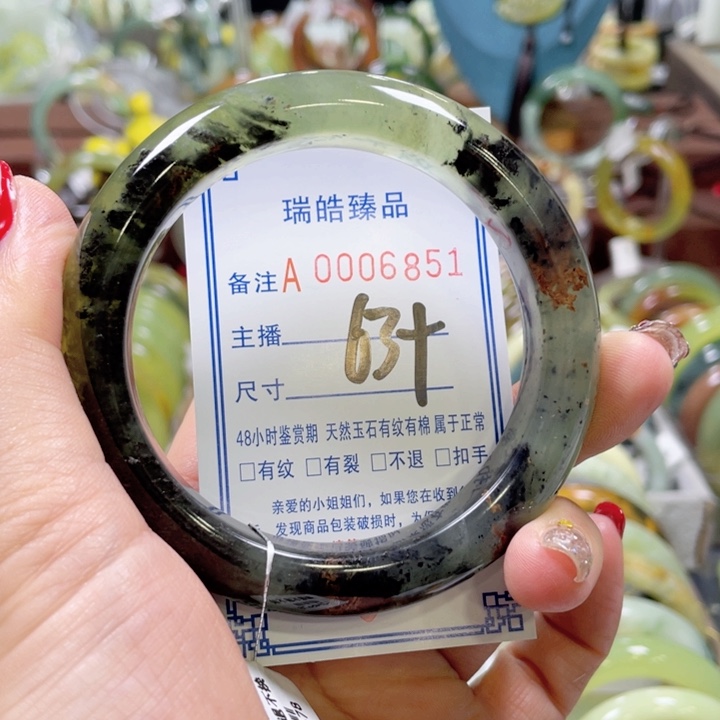 瑞皓臻品
备注A 0006851
主播
63+
尺寸
48小时鉴赏期 天然玉石有纹有棉属于正常
□有纹 □有裂 □不退 □扣手
亲爱的小姐姐们，如果您在收到
发现商品包装破损时，为